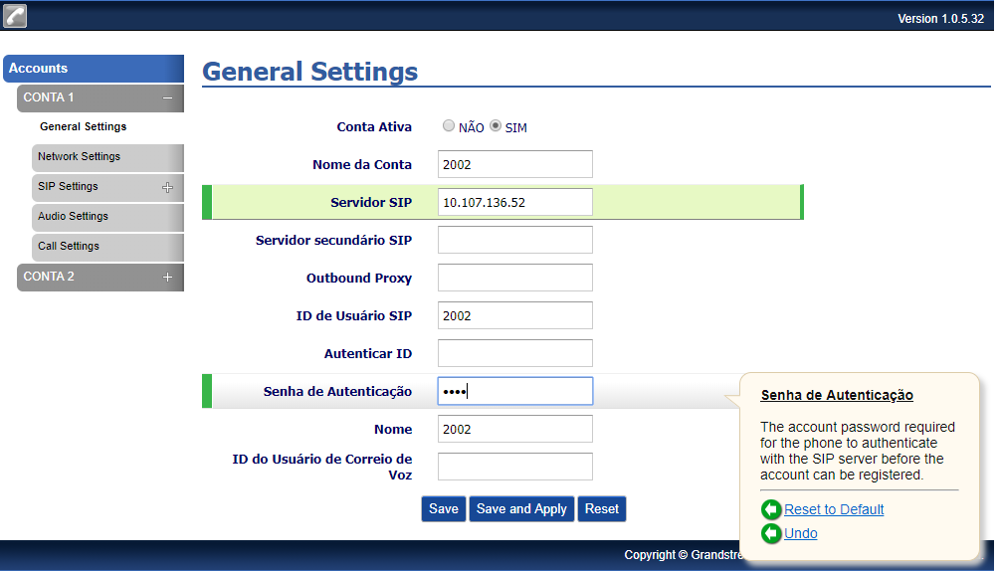 Version 1.0.5.32
Accounts
CONTA 1
General Settings
Network Settings
SIP Settings
Audio Settings
Call Settings
CONTA 2
General Settings
Conta Ativa NÃO SIM
Nome da Conta 2002
Servidor SIP 10.107.136.52
Servidor secundário SIP
Outbound Proxy
ID de Usuário SIP 2002
Autenticar ID
Senha de Autenticação ••••
Nome 2002
ID do Usuário de Correio de
Voz
Save Save and Apply Reset
Senha de Autenticação
The account password required
for the phone to authenticate
with the SIP server before the
account can be registered.
Reset to Default
Undo
Copyright © Grandstre